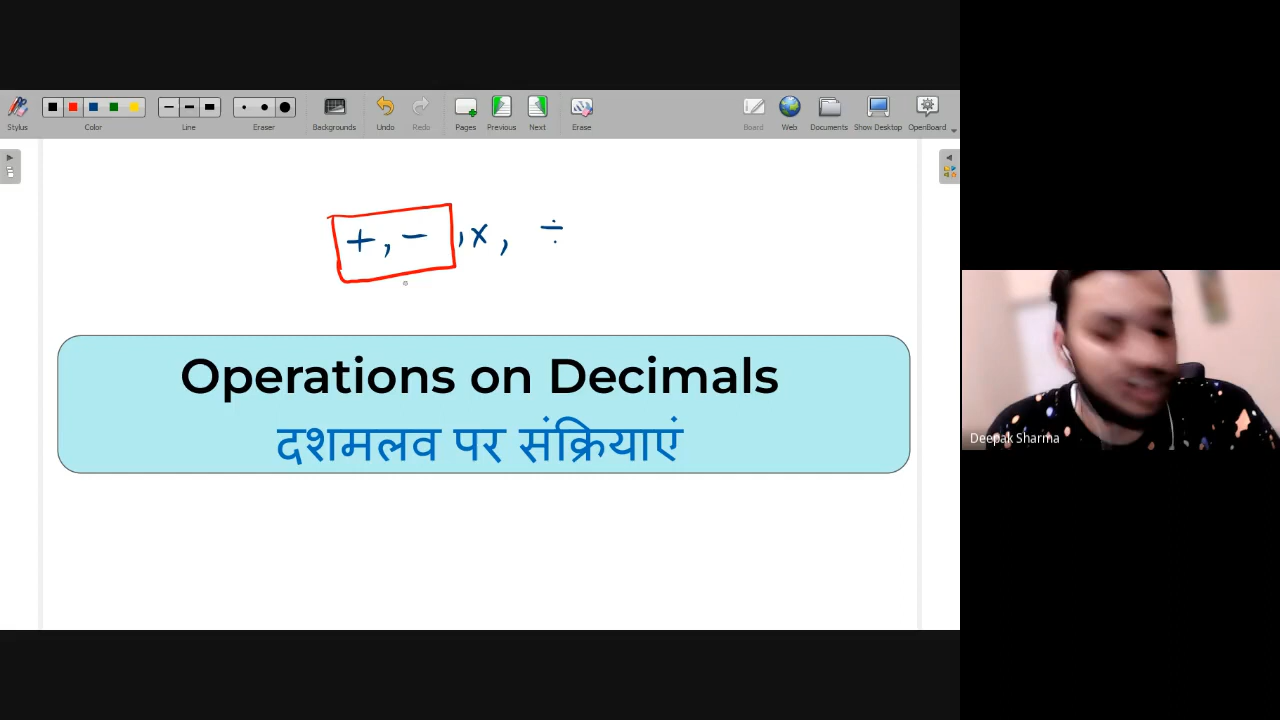 Stylus
Color
Line
Eraser
Backgrounds
Undo
Redo
Pages
Previous
Next
Erase
Board
Web
Documents
Show Desktop
OpenBoard
+, - , x, ÷
Operations on Decimals
दशमलव पर संक्रियाएं
Deepak Sharma